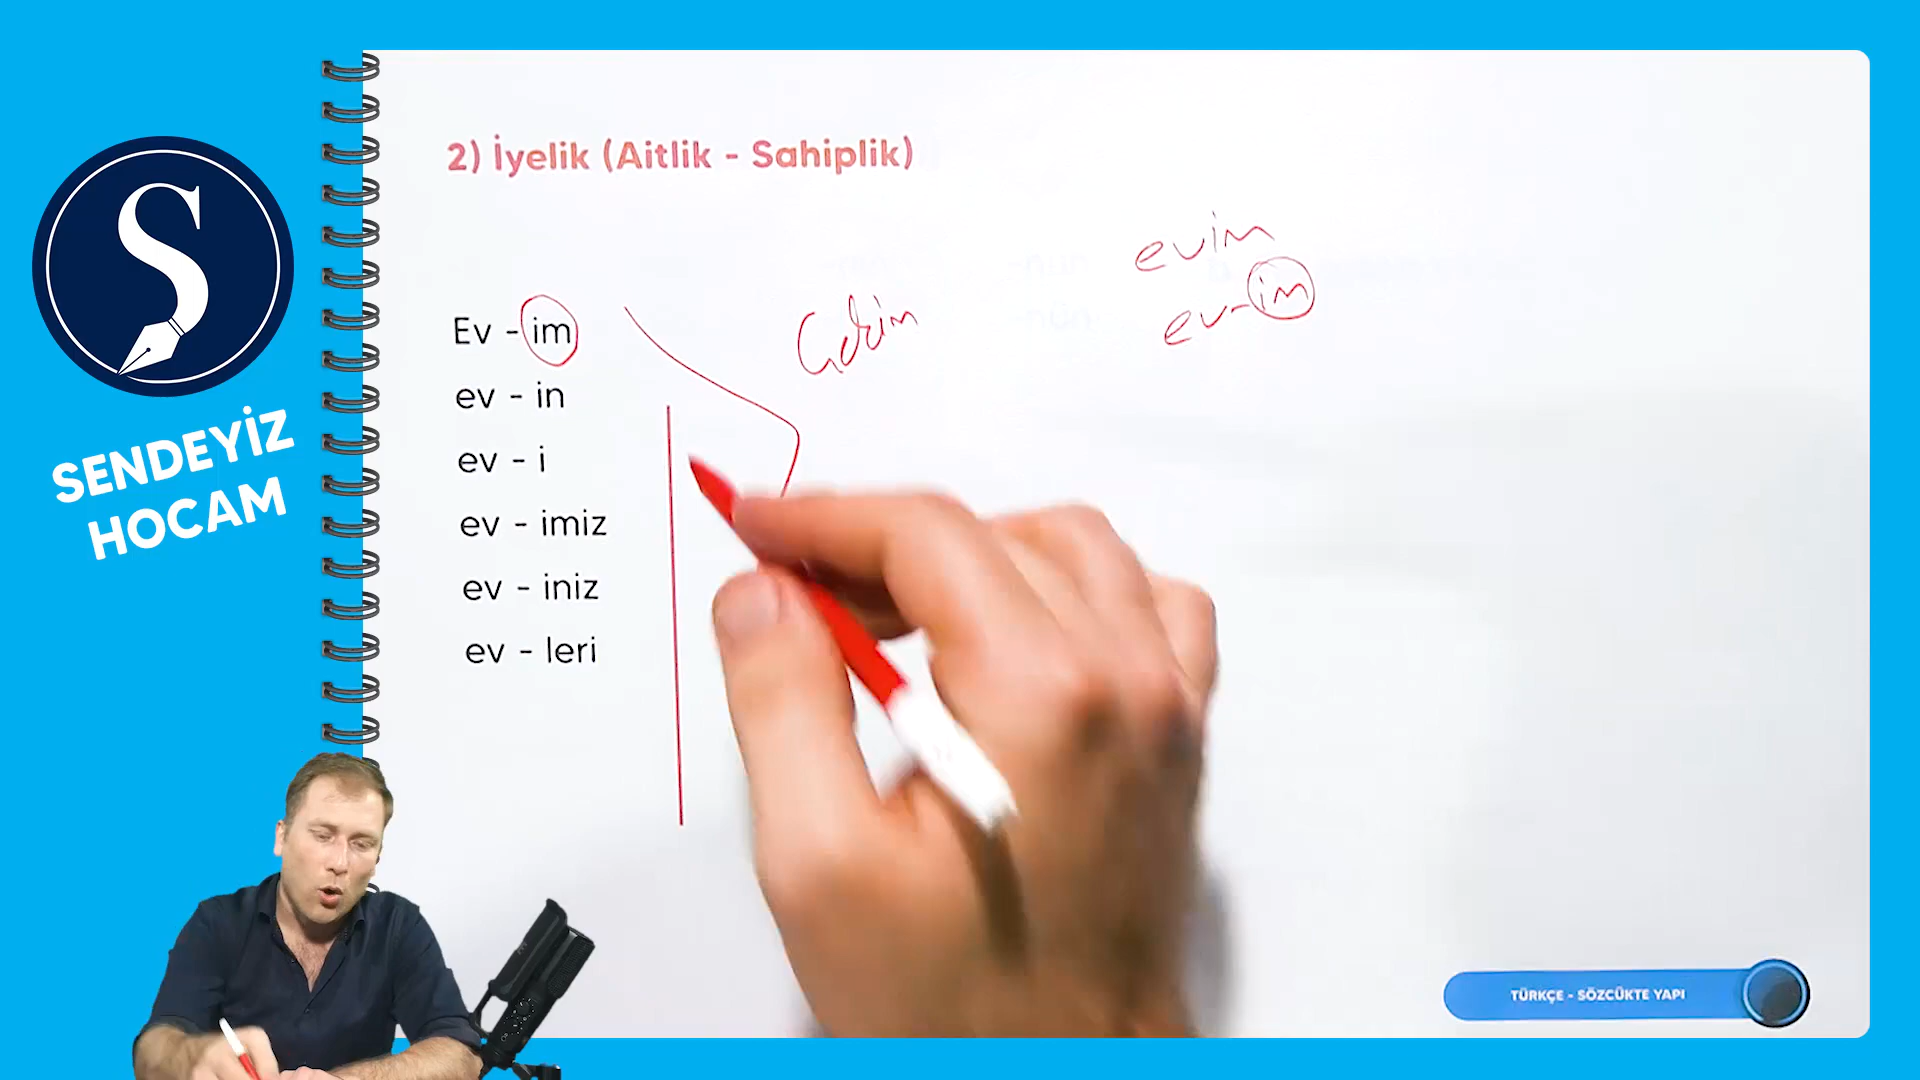 2) İyelik (Aitlik - Sahiplik)
evim
ev-im
Ev - im
ev - in
ev - i
ev - imiz
ev - iniz
ev - leri
S
SENDEYİZ
HOCAM
TÜRKÇE - SÖZCÜKTE YAPI